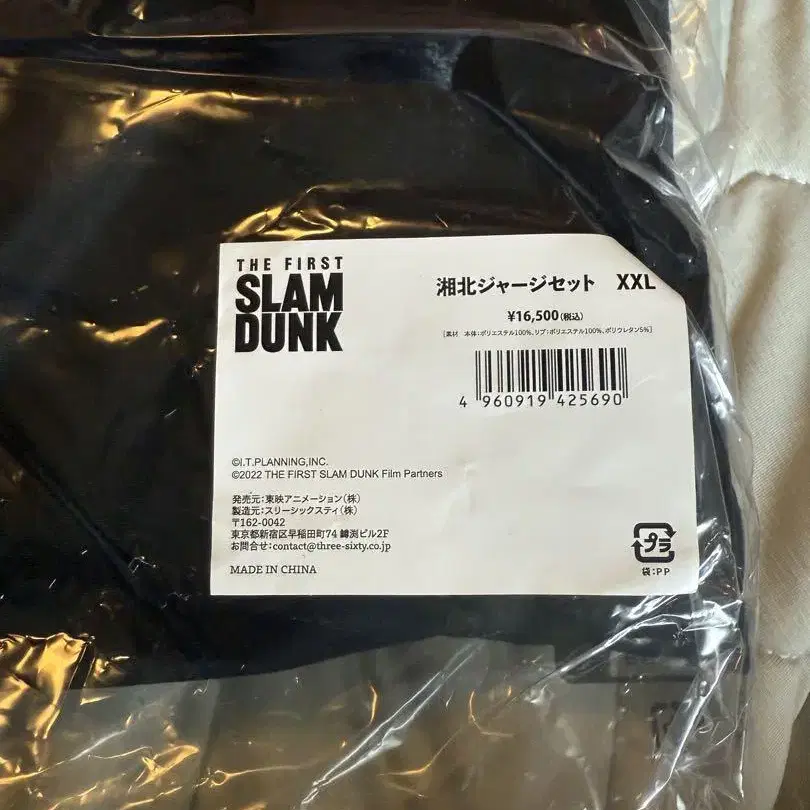 THE FIRST
SLAM
DUNK
湘北ジャージセット XXL
¥16,500(税込)
[素材 本体:ポリエステル100%、リブ:ポリエステル100%、ポリウレタン5%]
4 960919 425690
©I.T.PLANNING,INC.
©2022 THE FIRST SLAM DUNK Film Partners
発売元:東映アニメーション(株)
製造元:スリーシックスティ(株)
〒162-0042
東京都新宿区早稲田町74 鱒渕ビル2F
お問合せ:contact@three-sixty.co.jp
MADE IN CHINA
プラ
袋:PP